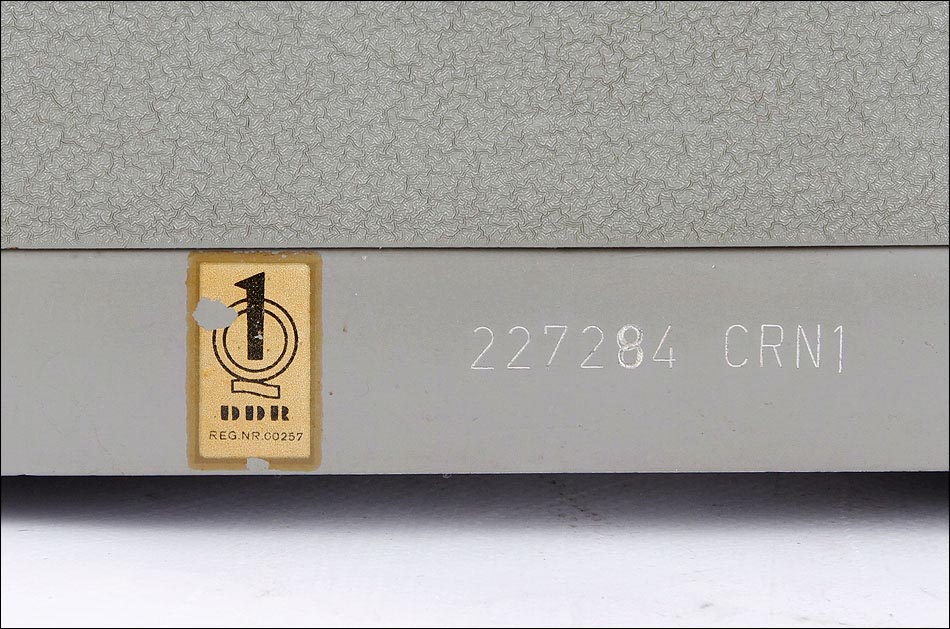 1
DDR
REG.NR.00257
227284 CRN1